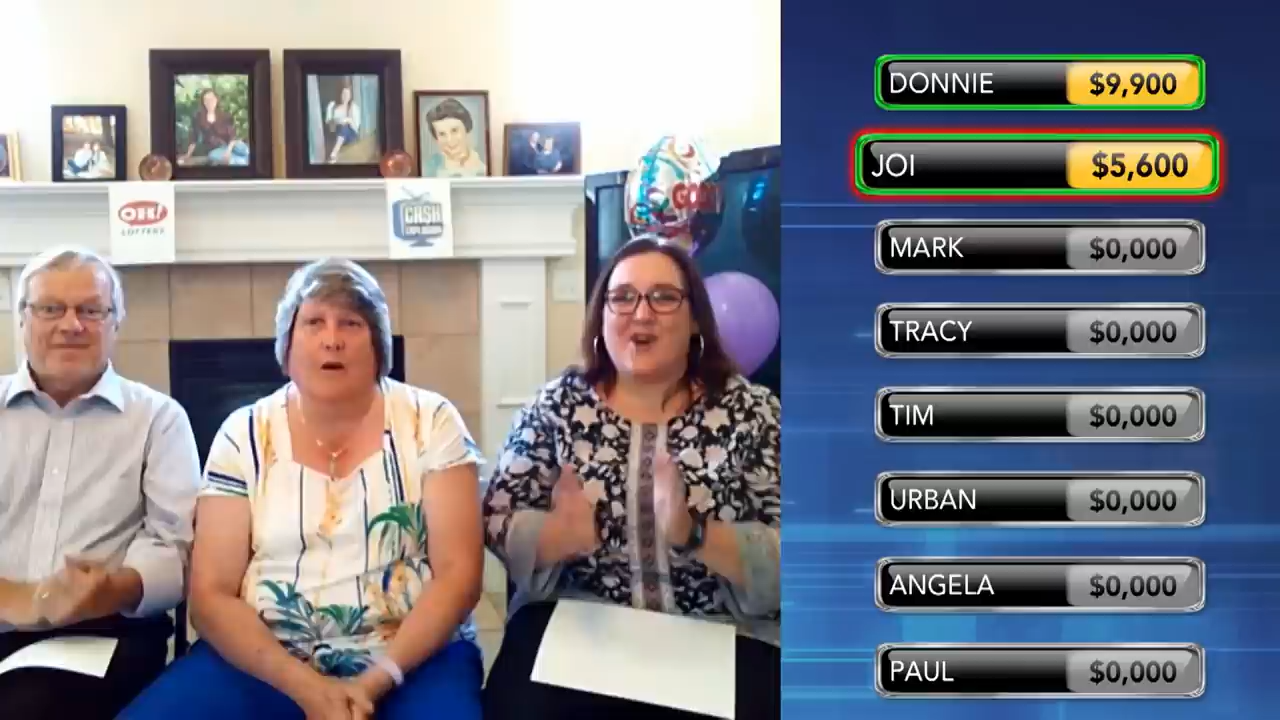 OH!
LOTTERY
CASH
EXPLOSION
DONNIE $9,900
JOI $5,600
MARK $0,000
TRACY $0,000
TIM $0,000
URBAN $0,000
ANGELA $0,000
PAUL $0,000